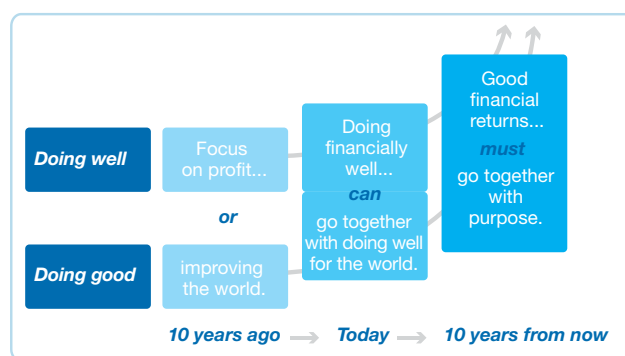 Doing well
Focus
on profit...
or
Doing good
improving
the world.
Doing
financially
well...
can
go together
with doing well
for the world.
Good
financial
returns...
must
go together
with
purpose.
10 years ago
Today
10 years from now